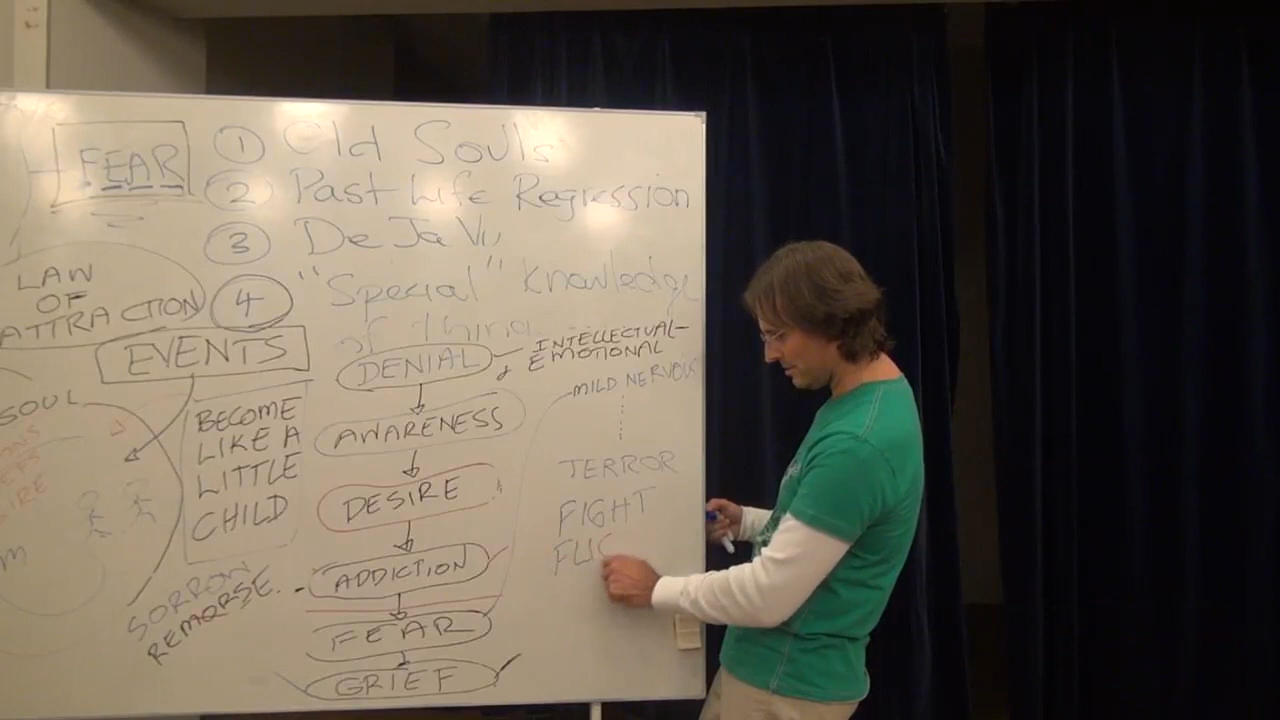 FEAR
① Old Souls
② Past Life Regression
③ De Ja Vu
④ "Special" Knowledge
of
LAW
OF
ATTRACTION
EVENTS
SOUL
BECOME
LIKE A
LITTLE
CHILD
SORROW
REMORSE.
DENIAL
INTELLECTUAL
EMOTIONAL
AWARENESS
DESIRE
ADDICTION
FEAR
GRIEF
MILD NERVOUS
TERROR
FIGHT